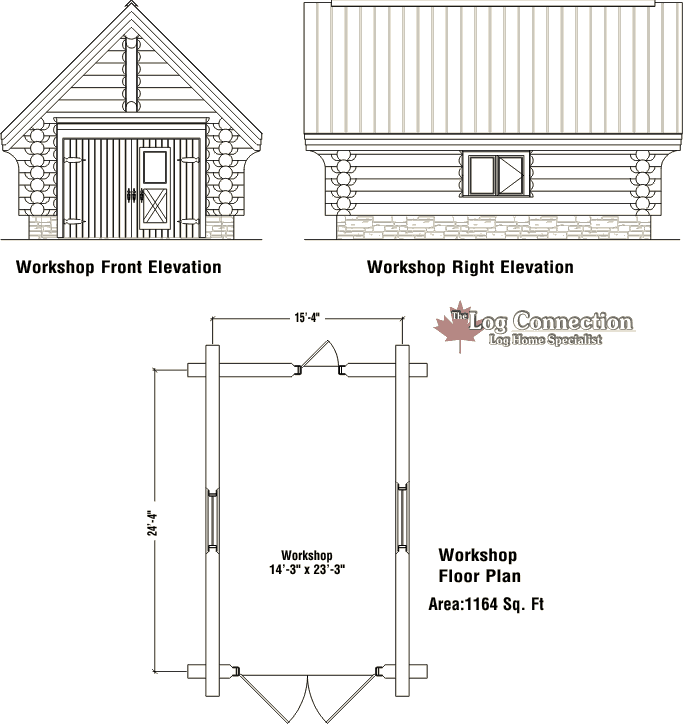 Workshop Front Elevation
Workshop Right Elevation
15'-4"
The Log Connection
Log Home Specialist
24'-4"
Workshop
14'-3" x 23'-3"
Workshop
Floor Plan
Area:1164 Sq. Ft